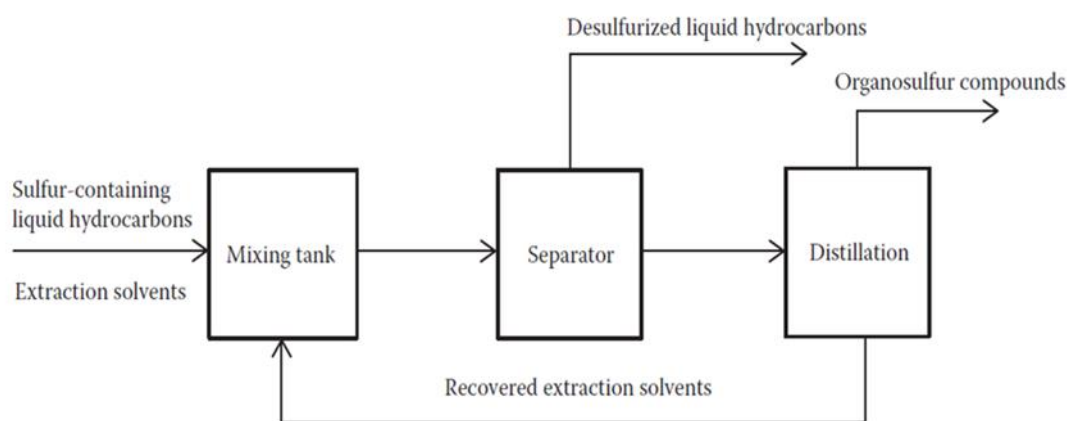 Desulfurized liquid hydrocarbons
Organosulfur compounds
Sulfur-containing
liquid hydrocarbons
Extraction solvents
Mixing tank
Separator
Distillation
Recovered extraction solvents